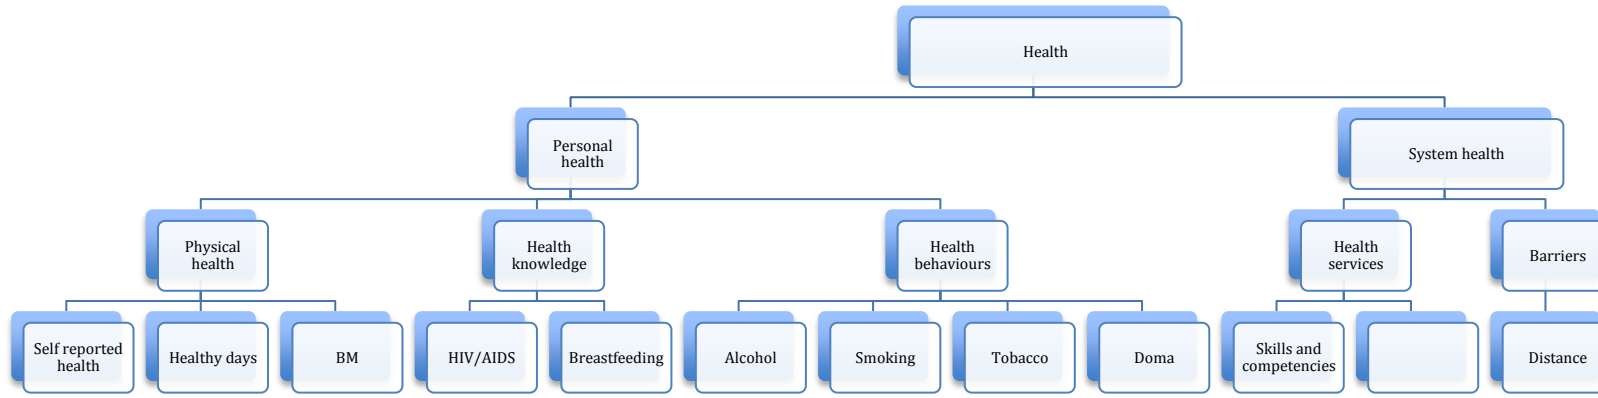 Health
Personal
health
System health
Physical
health
Health
knowledge
Health
behaviours
Health
services
Barriers
Self reported
health
Healthy days
BM
HIV/AIDS
Breastfeeding
Alcohol
Smoking
Tobacco
Doma
Skills and
competencies
Distance